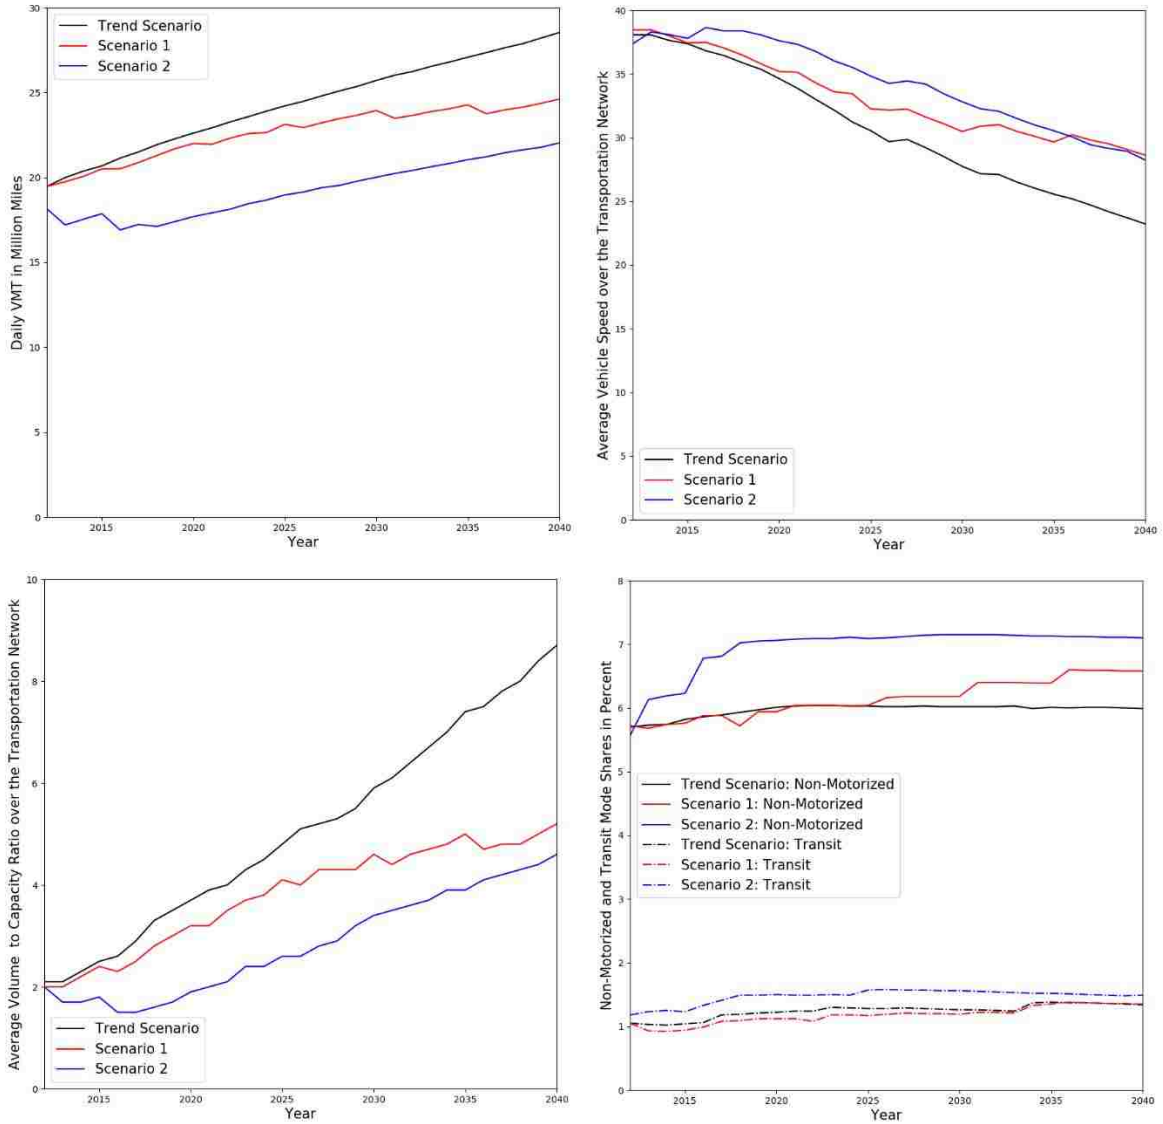 30
25
20
15
10
5
0
Daily VMT in Million Miles
Trend Scenario
Scenario 1
Scenario 2
2015 2020 2025 2030 2035 2040
Year
40
35
30
25
20
15
10
5
0
Average Vehicle Speed over the Transportation Network
Trend Scenario
Scenario 1
Scenario 2
2015 2020 2025 2030 2035 2040
Year
10
8
6
4
2
0
Average Volume to Capacity Ratio over the Transportation Network
Trend Scenario
Scenario 1
Scenario 2
2015 2020 2025 2030 2035 2040
Year
8
7
6
5
4
3
2
1
0
Non-Motorized and Transit Mode Shares in Percent
Trend Scenario: Non-Motorized
Scenario 1: Non-Motorized
Scenario 2: Non-Motorized
Trend Scenario: Transit
Scenario 1: Transit
Scenario 2: Transit
2015 2020 2025 2030 2035 2040
Year